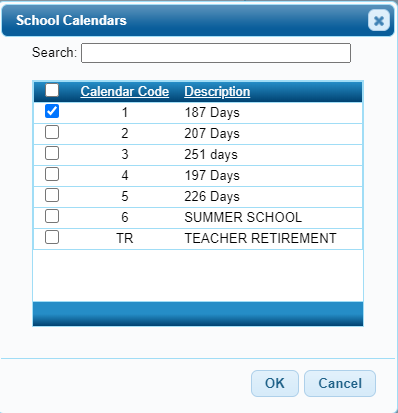 School Calendars
Search:
Calendar Code Description
1 187 Days
2 207 Days
3 251 days
4 197 Days
5 226 Days
6 SUMMER SCHOOL
TR TEACHER RETIREMENT
OK Cancel